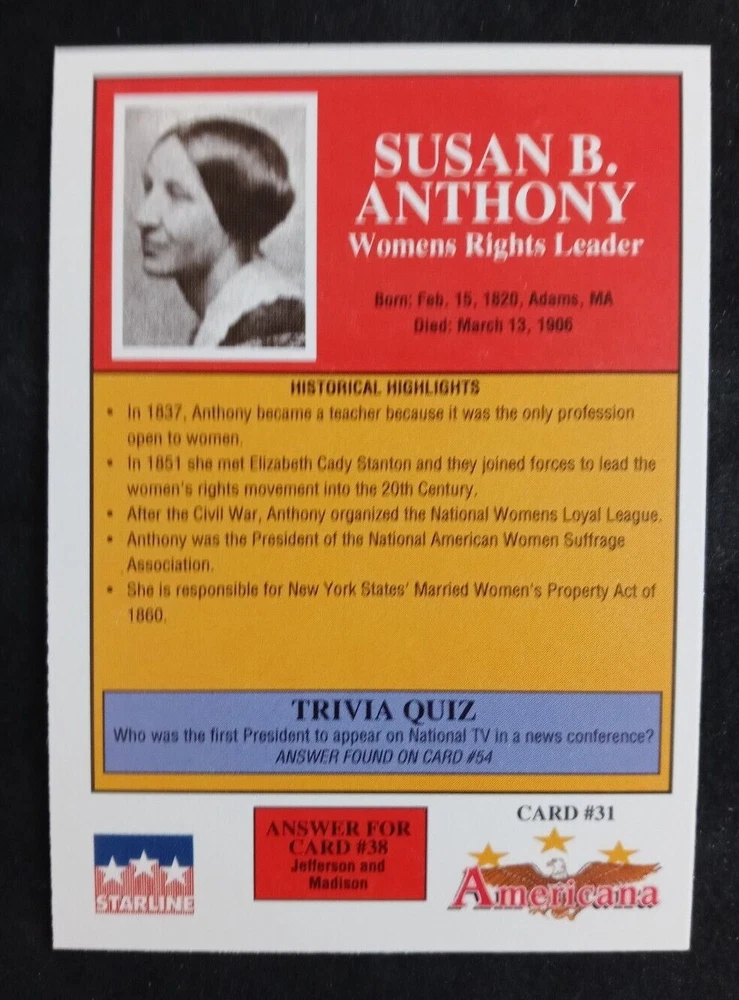 SUSAN B.
ANTHONY
Womens Rights Leader
Born: Feb. 15, 1820, Adams, MA
Died: March 13, 1906
HISTORICAL HIGHLIGHTS
• In 1837, Anthony became a teacher because it was the only profession
open to women.
• In 1851 she met Elizabeth Cady Stanton and they joined forces to lead the
women's rights movement into the 20th Century.
• After the Civil War, Anthony organized the National Womens Loyal League.
• Anthony was the President of the National American Women Suffrage
Association.
• She is responsible for New York States' Married Women's Property Act of
1860.
TRIVIA QUIZ
Who was the first President to appear on National TV in a news conference?
ANSWER FOUND ON CARD #54
STARLINE
ANSWER FOR
CARD #38
Jefferson and
Madison
CARD #31
Americana